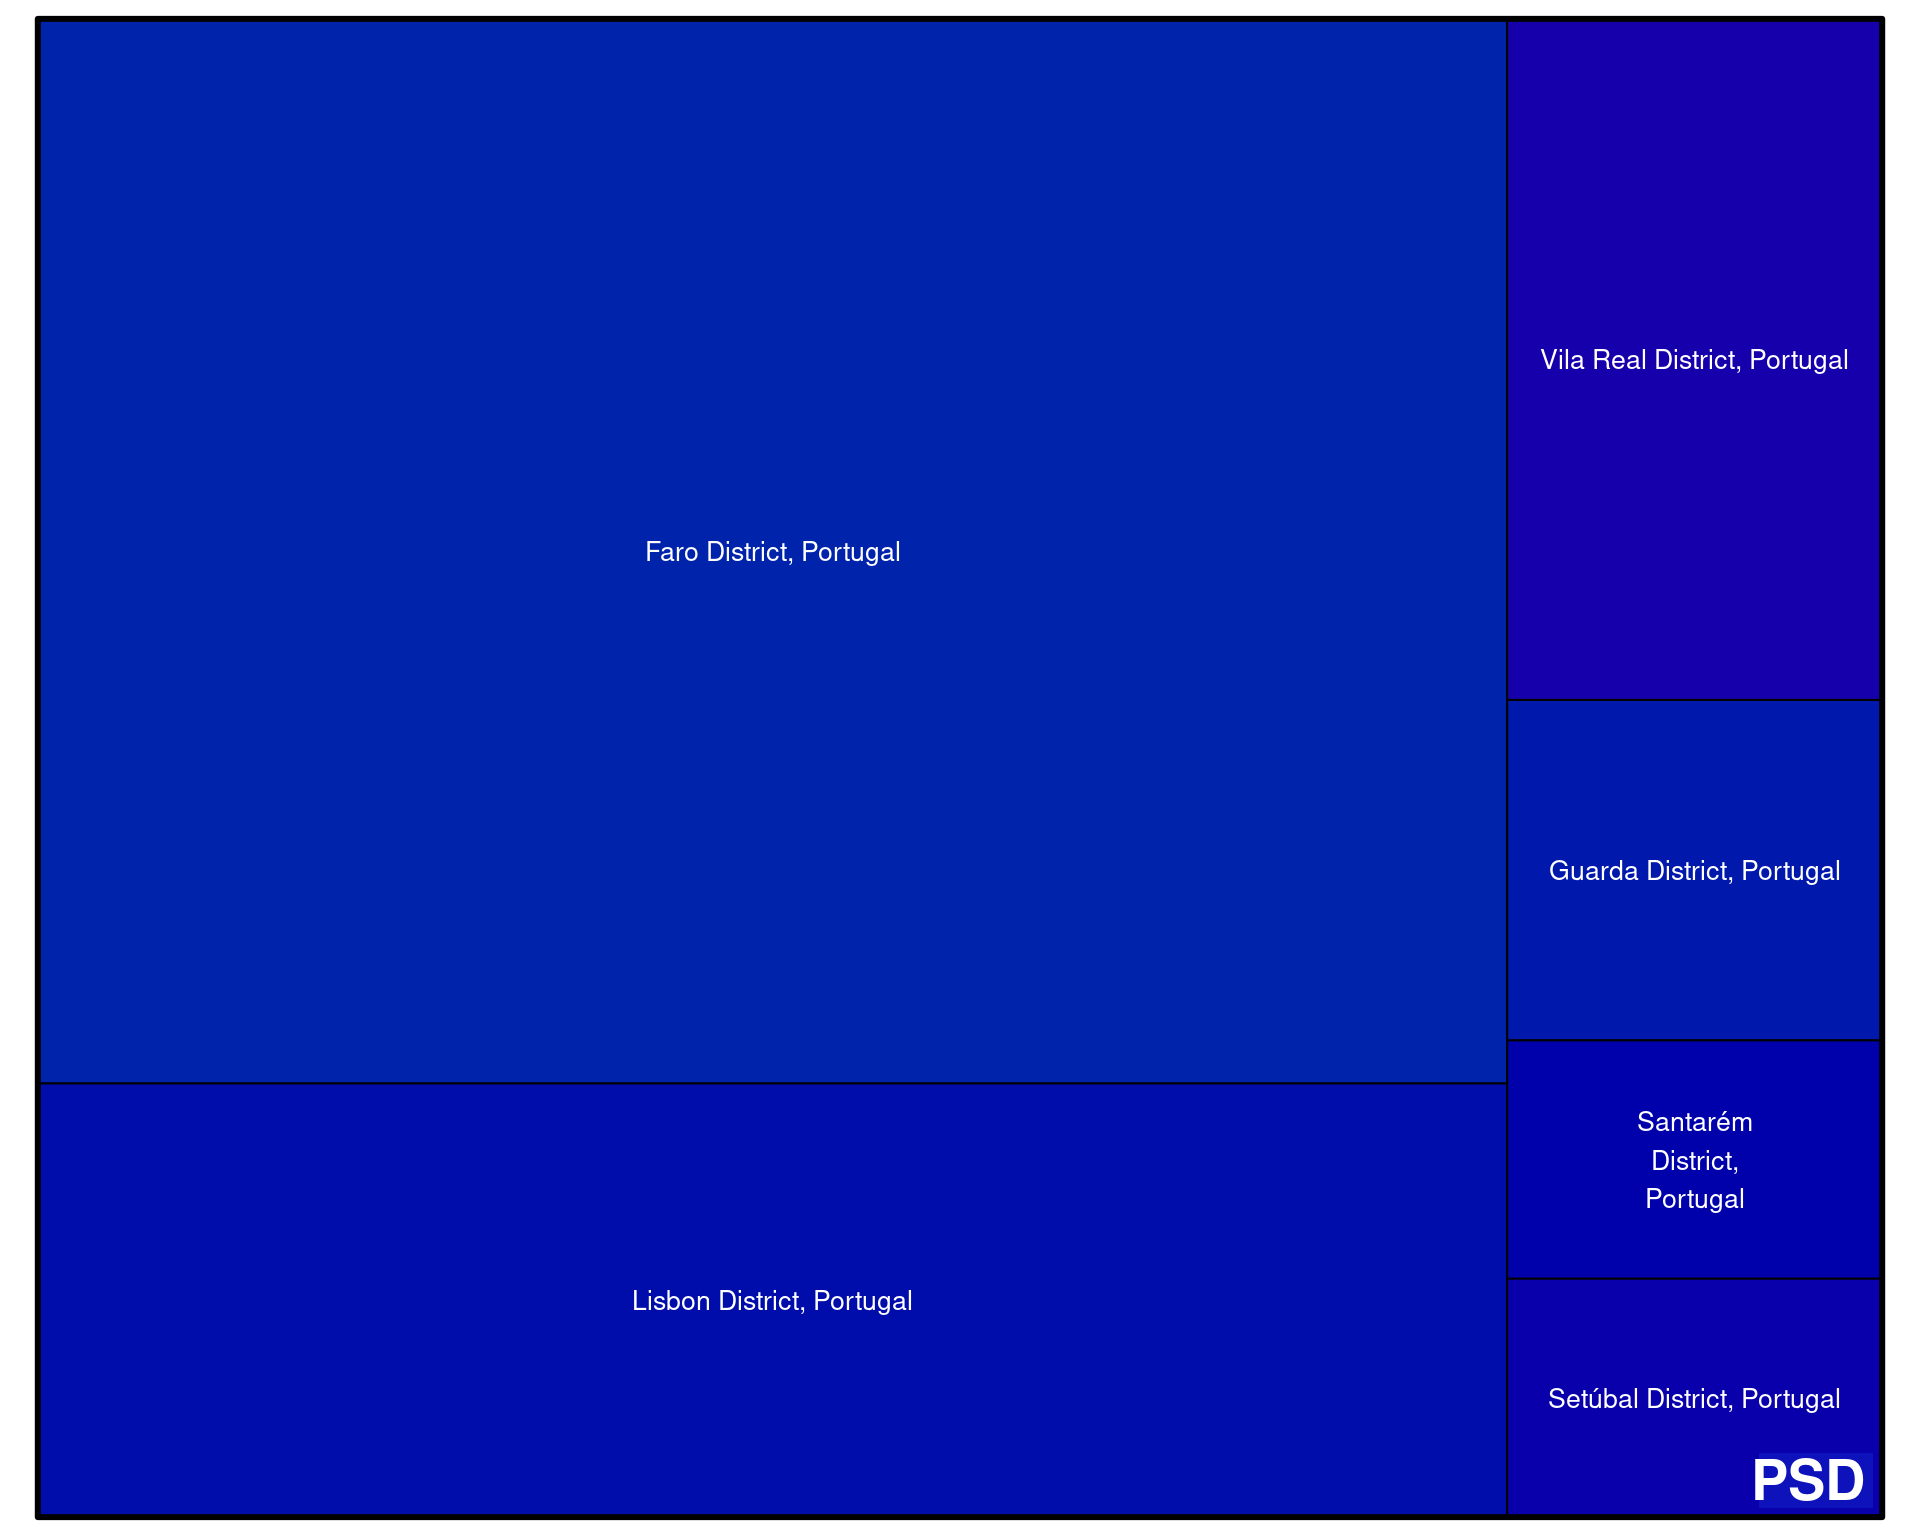 Faro District, Portugal
Lisbon District, Portugal
Vila Real District, Portugal
Guarda District, Portugal
Santarém
District,
Portugal
Setúbal District, Portugal
PSD